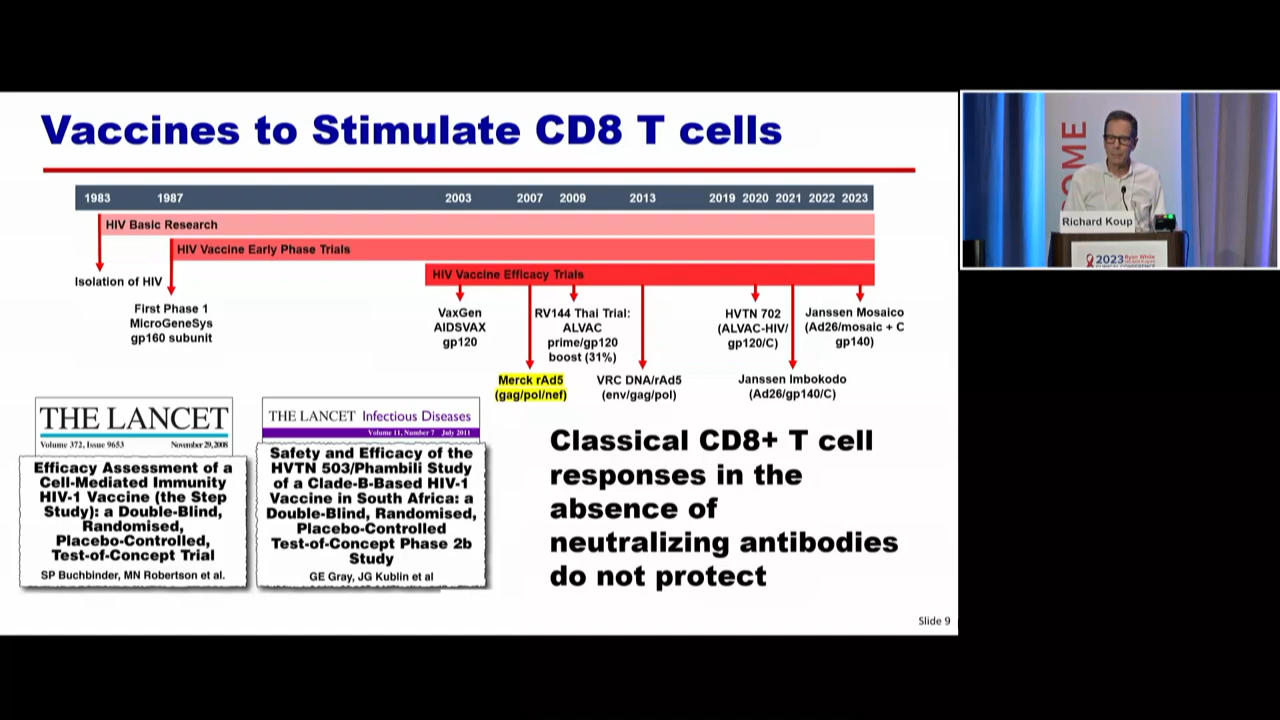 Vaccines to Stimulate CD8 T cells
1983 1987 2003 2007 2009 2013 2019 2020 2021 2022 2023
HIV Basic Research
HIV Vaccine Early Phase Trials
HIV Vaccine Efficacy Trials
Isolation of HIV
First Phase 1
MicroGeneSys
gp160 subunit
VaxGen
AIDSVAX
gp120
Merck rAd5
(gag/pol/nef)
RV144 Thai Trial:
ALVAC
prime/gp120
boost (31%)
VRC DNA/rAd5
(env/gag/pol)
HVTN 702
(ALVAC-HIV/
gp120/C)
Janssen Imbokodo
(Ad26/gp140/C)
Janssen Mosaico
(Ad26/mosaic + C
gp140)
THE LANCET
Volume 372, Issue 9653 November 29, 2008
Efficacy Assessment of a
Cell-Mediated Immunity
HIV-1 Vaccine (the Step
Study): a Double-Blind,
Randomised,
Placebo-Controlled,
Test-of-Concept Trial
SP Buchbinder, MN Robertson et al.
THE LANCET Infectious Diseases
Volume 11, Number 7 July 2011
Safety and Efficacy of the
HVTN 503/Phambili Study
of a Clade-B-Based HIV-1
Vaccine in South Africa: a
Double-Blind, Randomised,
Placebo-Controlled
Test-of-Concept Phase 2b
Study
GE Gray, JG Kublin et al
Classical CD8+ T cell
responses in the
absence of
neutralizing antibodies
do not protect
Slide 9
OME
Richard Koup
2023 Ryan White
CLINICAL CONFERENCE